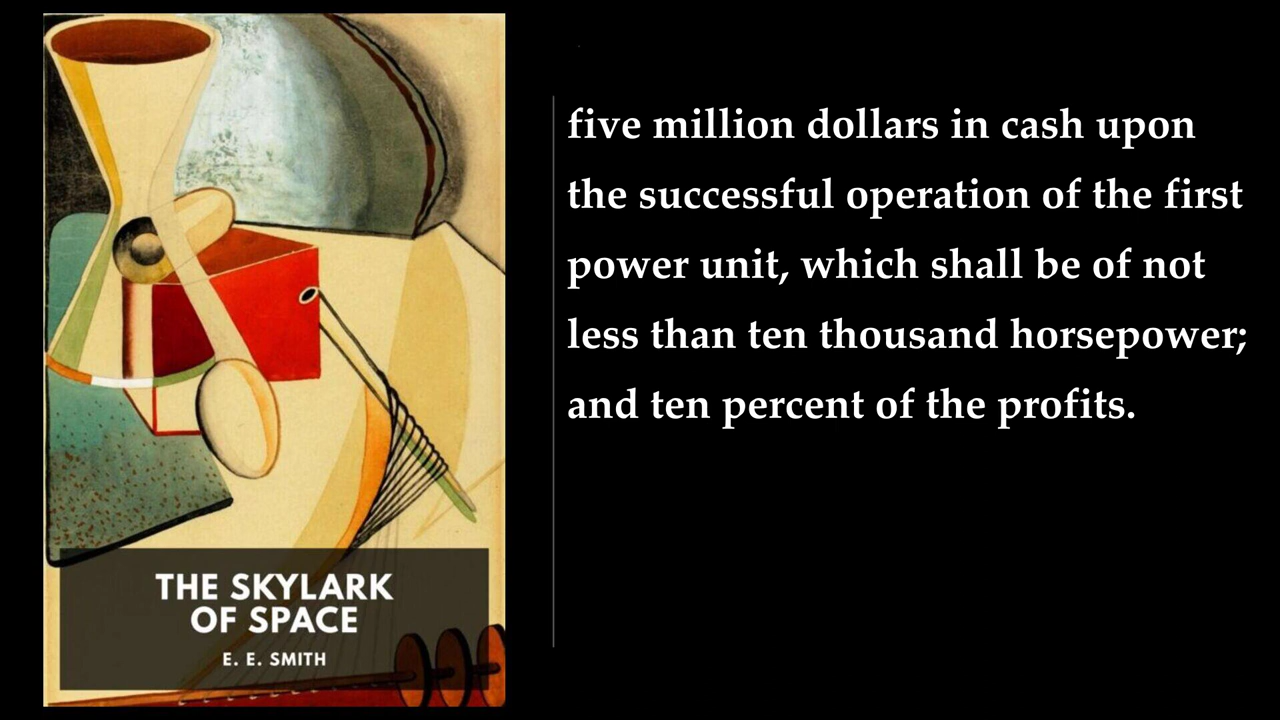 THE SKYLARK
OF SPACE
E. E. SMITH
five million dollars in cash upon
the successful operation of the first
power unit, which shall be of not
less than ten thousand horsepower;
and ten percent of the profits.